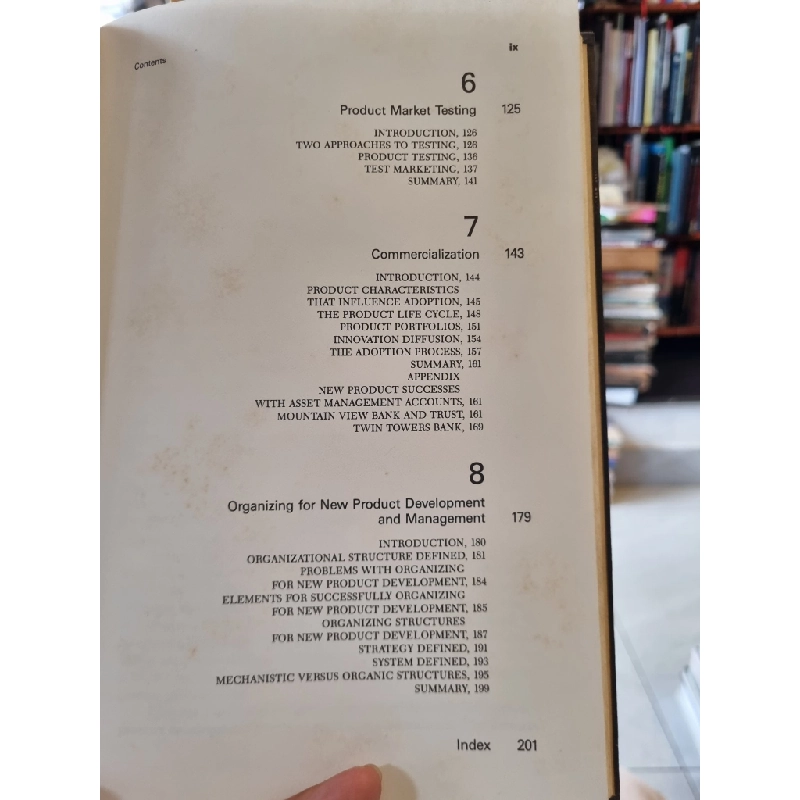 Contents
ix
6
Product Market Testing 125
INTRODUCTION, 126
TWO APPROACHES TO TESTING, 128
PRODUCT TESTING, 136
TEST MARKETING, 137
SUMMARY, 141
7
Commercialization 143
INTRODUCTION, 144
PRODUCT CHARACTERISTICS
THAT INFLUENCE ADOPTION, 145
THE PRODUCT LIFE CYCLE, 148
PRODUCT PORTFOLIOS, 151
INNOVATION DIFFUSION, 154
THE ADOPTION PROCESS, 157
SUMMARY, 161
APPENDIX
NEW PRODUCT SUCCESSES
WITH ASSET MANAGEMENT ACCOUNTS, 161
MOUNTAIN VIEW BANK AND TRUST, 161
TWIN TOWERS BANK, 169
8
Organizing for New Product Development
and Management 179
INTRODUCTION, 180
ORGANIZATIONAL STRUCTURE DEFINED, 181
PROBLEMS WITH ORGANIZING
FOR NEW PRODUCT DEVELOPMENT, 184
ELEMENTS FOR SUCCESSFULLY ORGANIZING
FOR NEW PRODUCT DEVELOPMENT, 185
ORGANIZING STRUCTURES
FOR NEW PRODUCT DEVELOPMENT, 187
STRATEGY DEFINED, 191
SYSTEM DEFINED, 193
MECHANISTIC VERSUS ORGANIC STRUCTURES, 195
SUMMARY, 199
Index 201